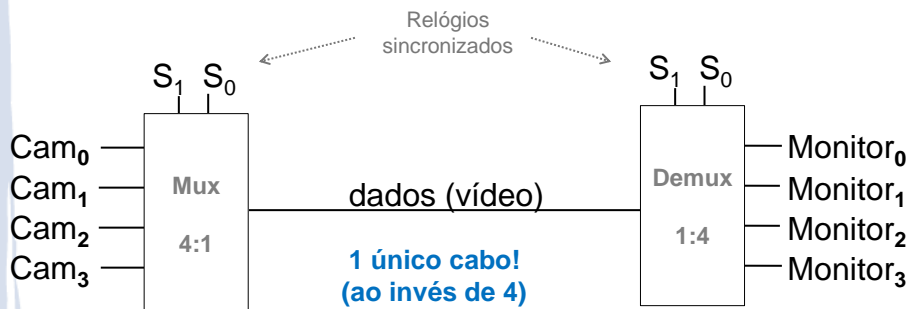 Relógios
sincronizados
S1 S0
S1 S0
Cam0
Cam1
Cam2
Cam3
Mux
4:1
dados (vídeo)
1 único cabo!
(ao invés de 4)
Demux
1:4
Monitor0
Monitor1
Monitor2
Monitor3